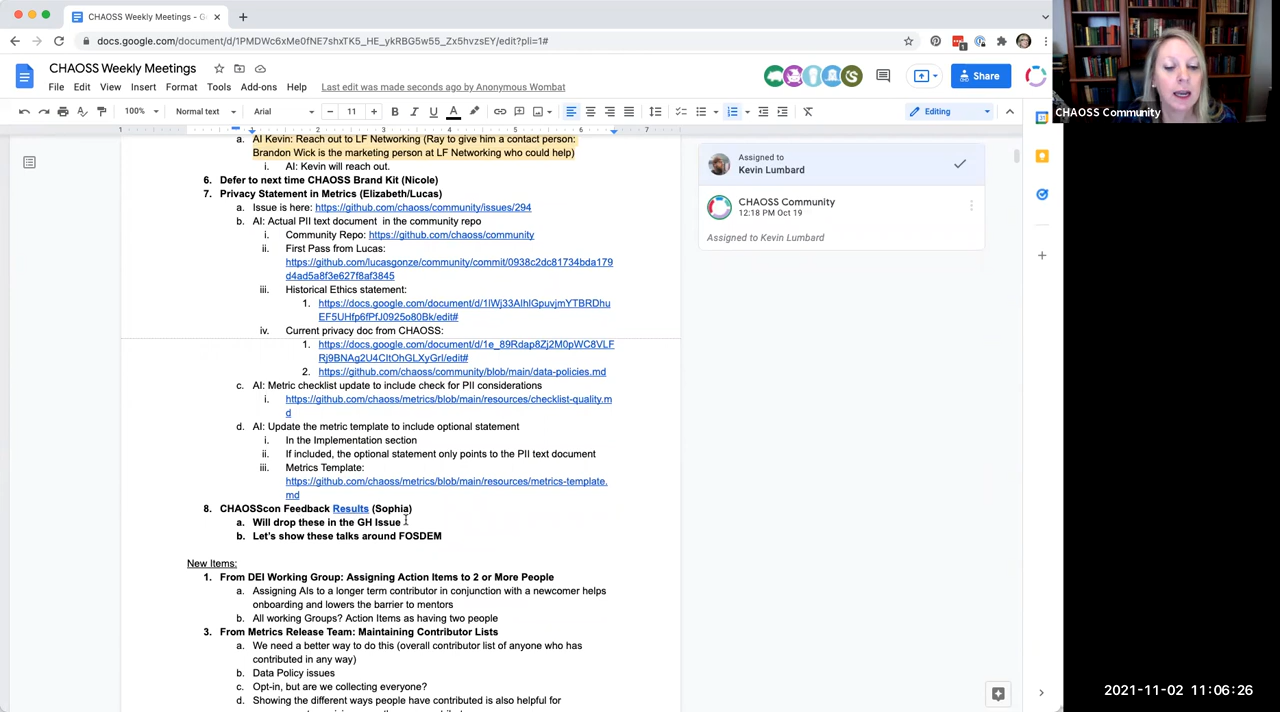 CHAOSS Weekly Meetings - G
docs.google.com/document/d/1PMDWc6xMe0fNE7shxTK5_HE_ykRBG5w55_Zx5hvzsEY/edit?pli=1#
CHAOSS Weekly Meetings
File Edit View Insert Format Tools Add-ons Help Last edit was made seconds ago by Anonymous Wombat
Share
100% Normal text Arial 11 Editing
a. AI Kevin: Reach out to LF Networking (Ray to give him a contact person:
Brandon Wick is the marketing person at LF Networking who could help)
i. AI: Kevin will reach out.
6. Defer to next time CHAOSS Brand Kit (Nicole)
7. Privacy Statement in Metrics (Elizabeth/Lucas)
a. Issue is here: https://github.com/chaoss/community/issues/294
b. AI: Actual PII text document in the community repo
i. Community Repo: https://github.com/chaoss/community
ii. First Pass from Lucas:
https://github.com/lucasgonze/community/commit/0938c2dc81734bda179
d4ad5a8f3e627f8af3845
iii. Historical Ethics statement:
1. https://docs.google.com/document/d/1lWj33AlhlGpuvjmYTBRDhu
EF5UHfp6fPfJ0925o80Bk/edit#
iv. Current privacy doc from CHAOSS:
1. https://docs.google.com/document/d/1e_89Rdap8Zj2M0pWC8VLF
Rj9BNAg2U4CItOhGLXyGrI/edit#
2. https://github.com/chaoss/community/blob/main/data-policies.md
c. AI: Metric checklist update to include check for PII considerations
i. https://github.com/chaoss/metrics/blob/main/resources/checklist-quality.m
d
d. AI: Update the metric template to include optional statement
i. In the Implementation section
ii. If included, the optional statement only points to the PII text document
iii. Metrics Template:
https://github.com/chaoss/metrics/blob/main/resources/metrics-template.
md
8. CHAOSScon Feedback Results (Sophia)
a. Will drop these in the GH Issue
b. Let's show these talks around FOSDEM
New Items:
1. From DEI Working Group: Assigning Action Items to 2 or More People
a. Assigning AIs to a longer term contributor in conjunction with a newcomer helps
onboarding and lowers the barrier to mentors
b. All working Groups? Action Items as having two people
3. From Metrics Release Team: Maintaining Contributor Lists
a. We need a better way to do this (overall contributor list of anyone who has
contributed in any way)
b. Data Policy issues
c. Opt-in, but are we collecting everyone?
d. Showing the different ways people have contributed is also helpful for
Assigned to
Kevin Lumbard
CHAOSS Community
12:18 PM Oct 19
Assigned to Kevin Lumbard
CHAOSS Community
2021-11-02 11:06:26